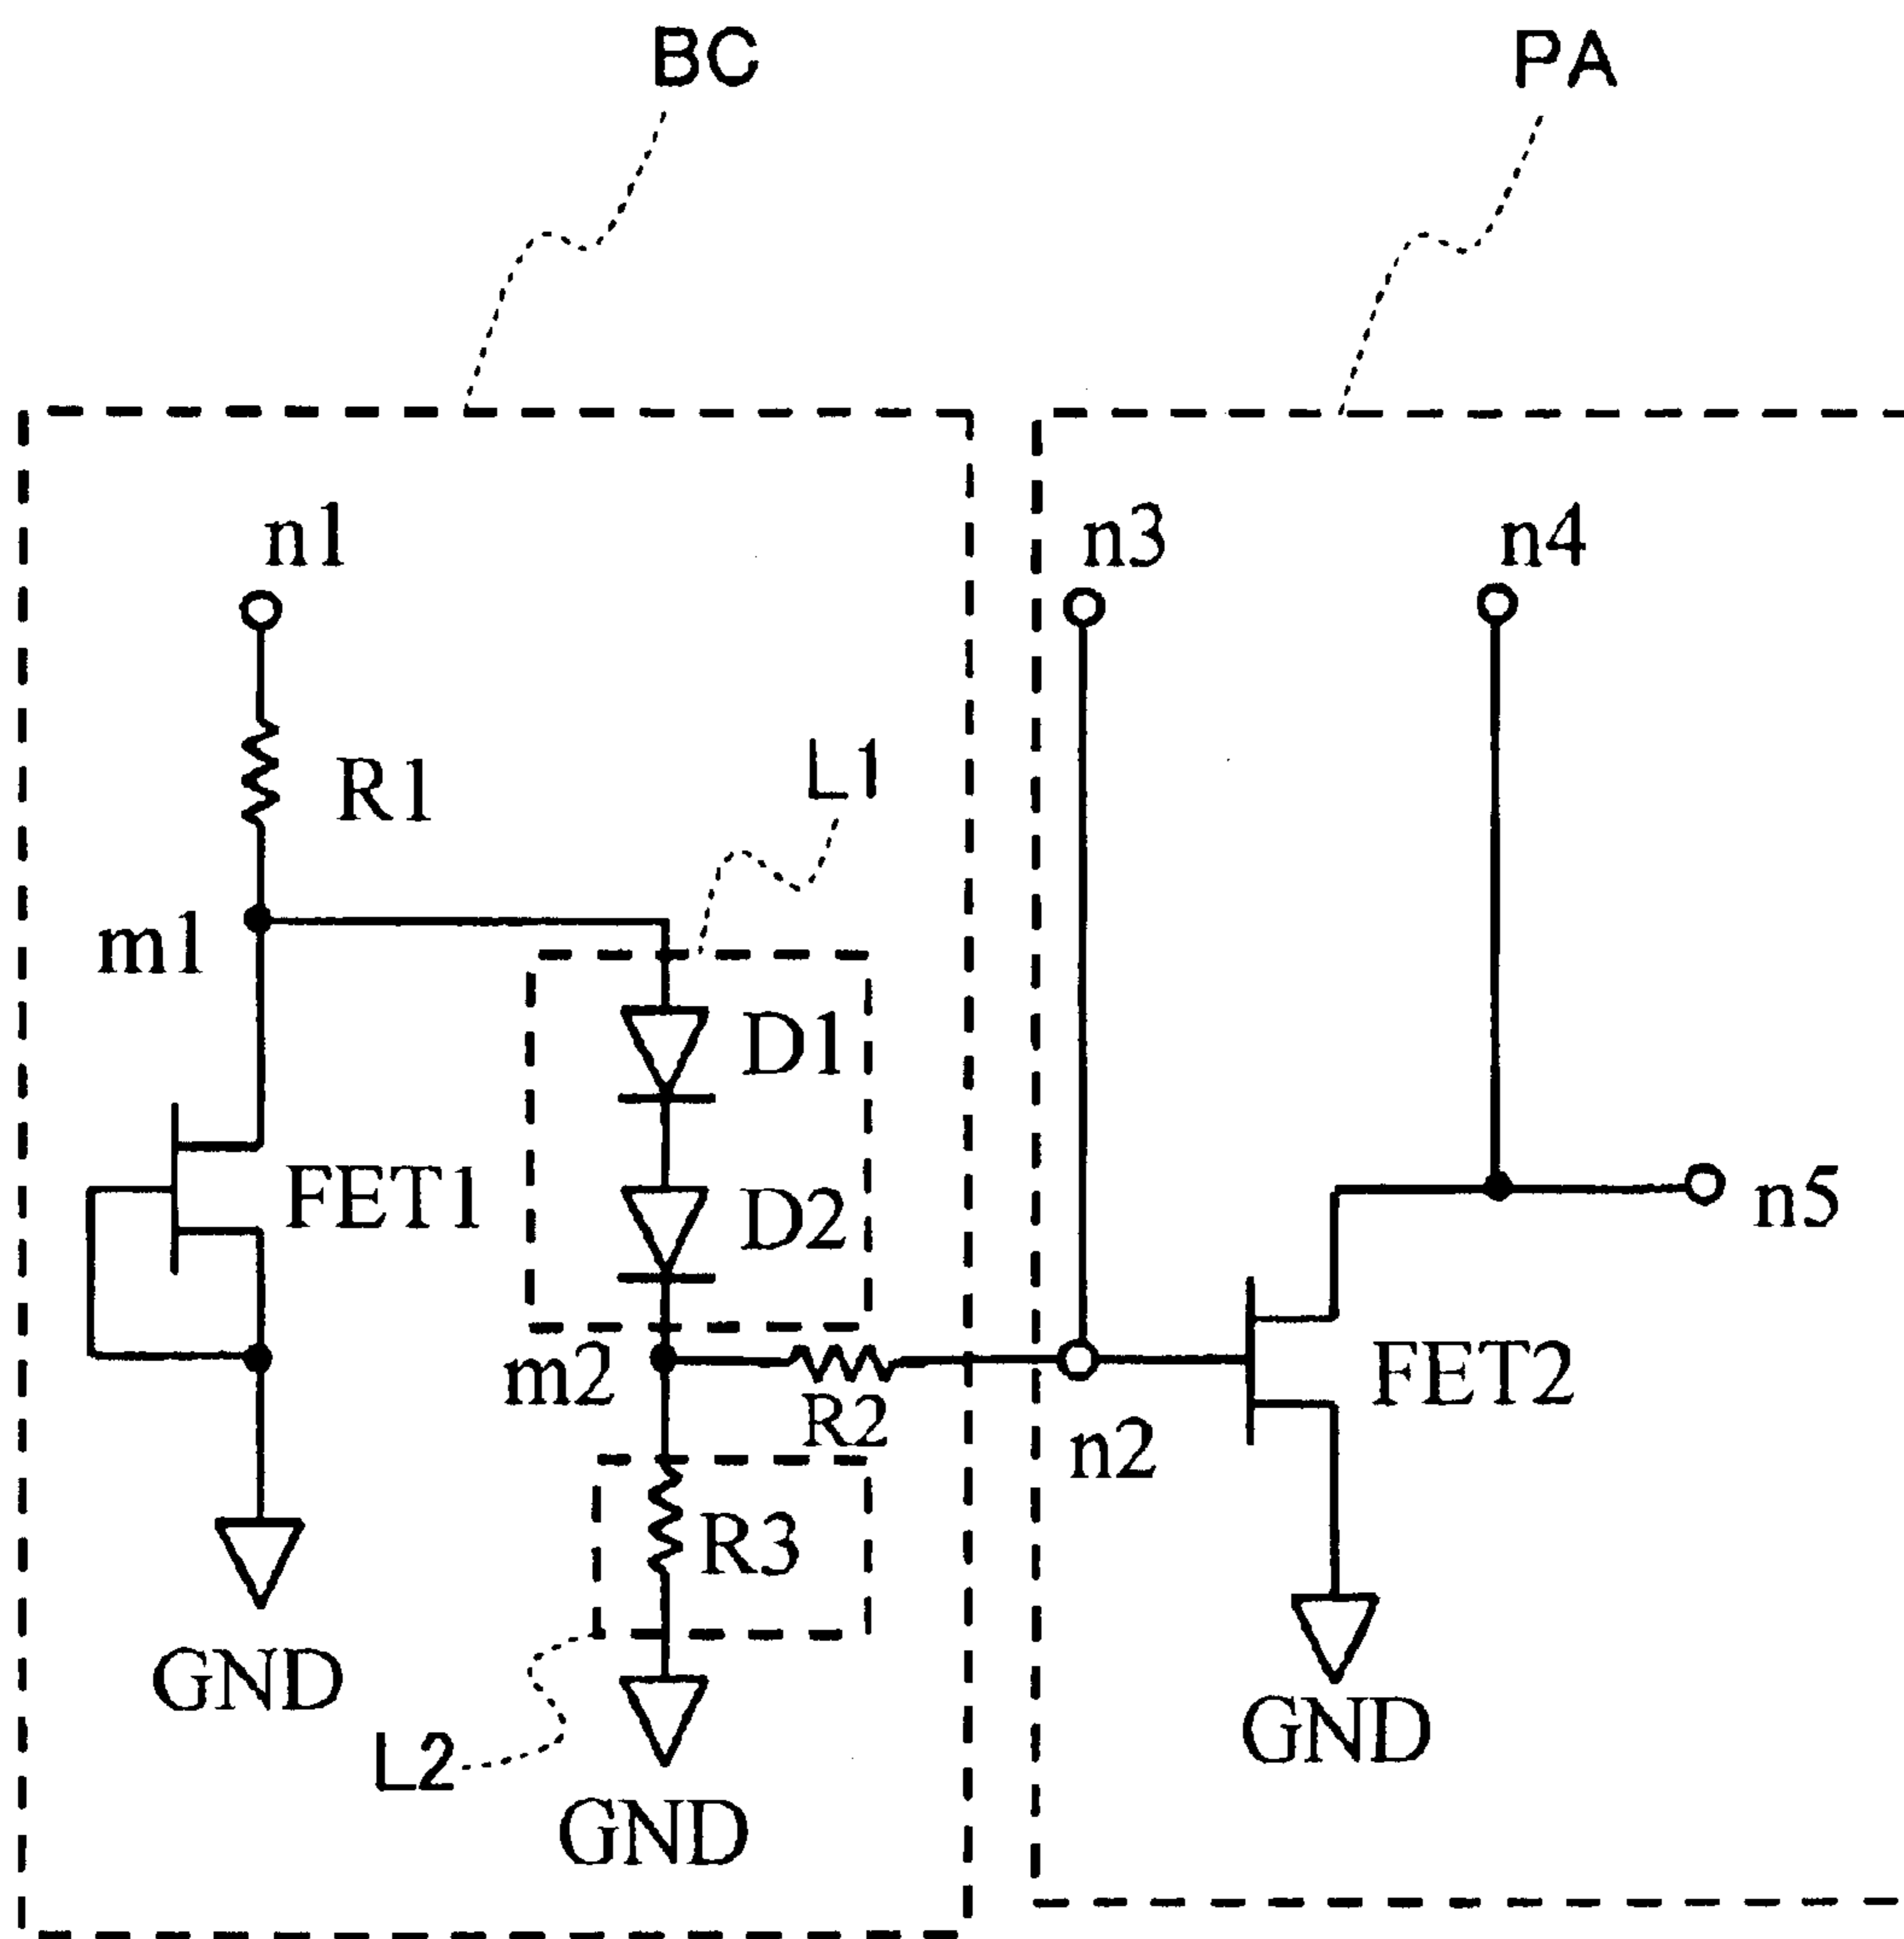 BC
PA
n1
n3
n4
R1
L1
m1
D1
FET1
D2
n5
m2
R2
FET2
n2
R3
GND
L2
GND
GND